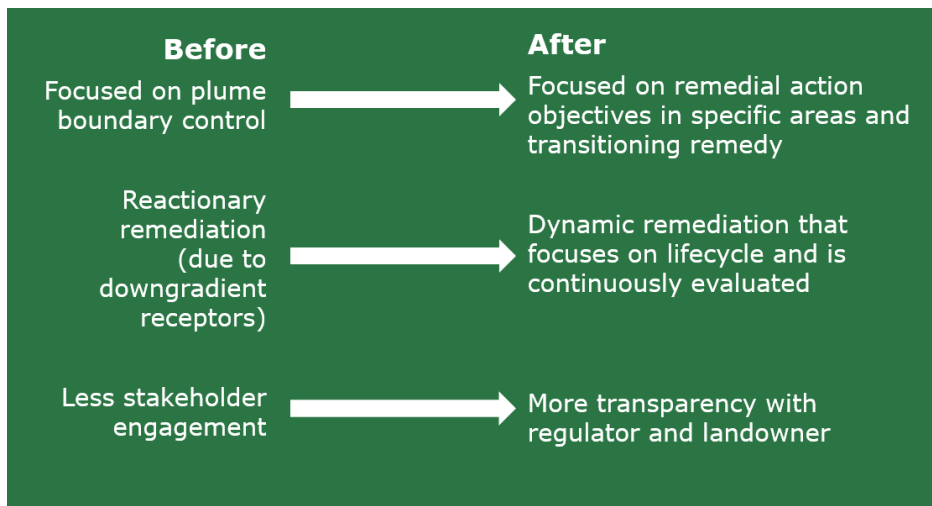 Before
After
Focused on plume
boundary control
Focused on remedial action
objectives in specific areas and
transitioning remedy
Reactionary
remediation
(due to
downgradient
receptors)
Dynamic remediation that
focuses on lifecycle and is
continuously evaluated
Less stakeholder
engagement
More transparency with
regulator and landowner